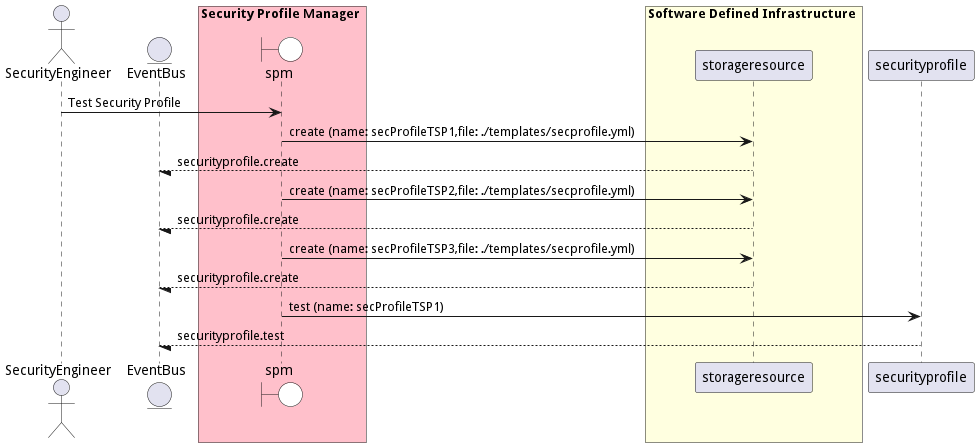 Security Profile Manager
Software Defined Infrastructure
SecurityEngineer
EventBus
spm
storageresource
securityprofile
Test Security Profile
create (name: secProfileTSP1,file: ./templates/secprofile.yml)
securityprofile.create
create (name: secProfileTSP2,file: ./templates/secprofile.yml)
securityprofile.create
create (name: secProfileTSP3,file: ./templates/secprofile.yml)
securityprofile.create
test (name: secProfileTSP1)
securityprofile.test
SecurityEngineer
EventBus
spm
storageresource
securityprofile